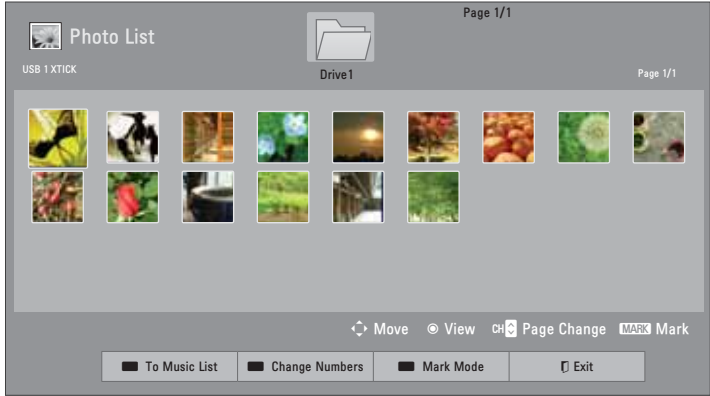 Page 1/1
Photo List
USB 1 XTICK
Drive1
Page 1/1
Move View CH Page Change MARK Mark
To Music List Change Numbers Mark Mode Exit